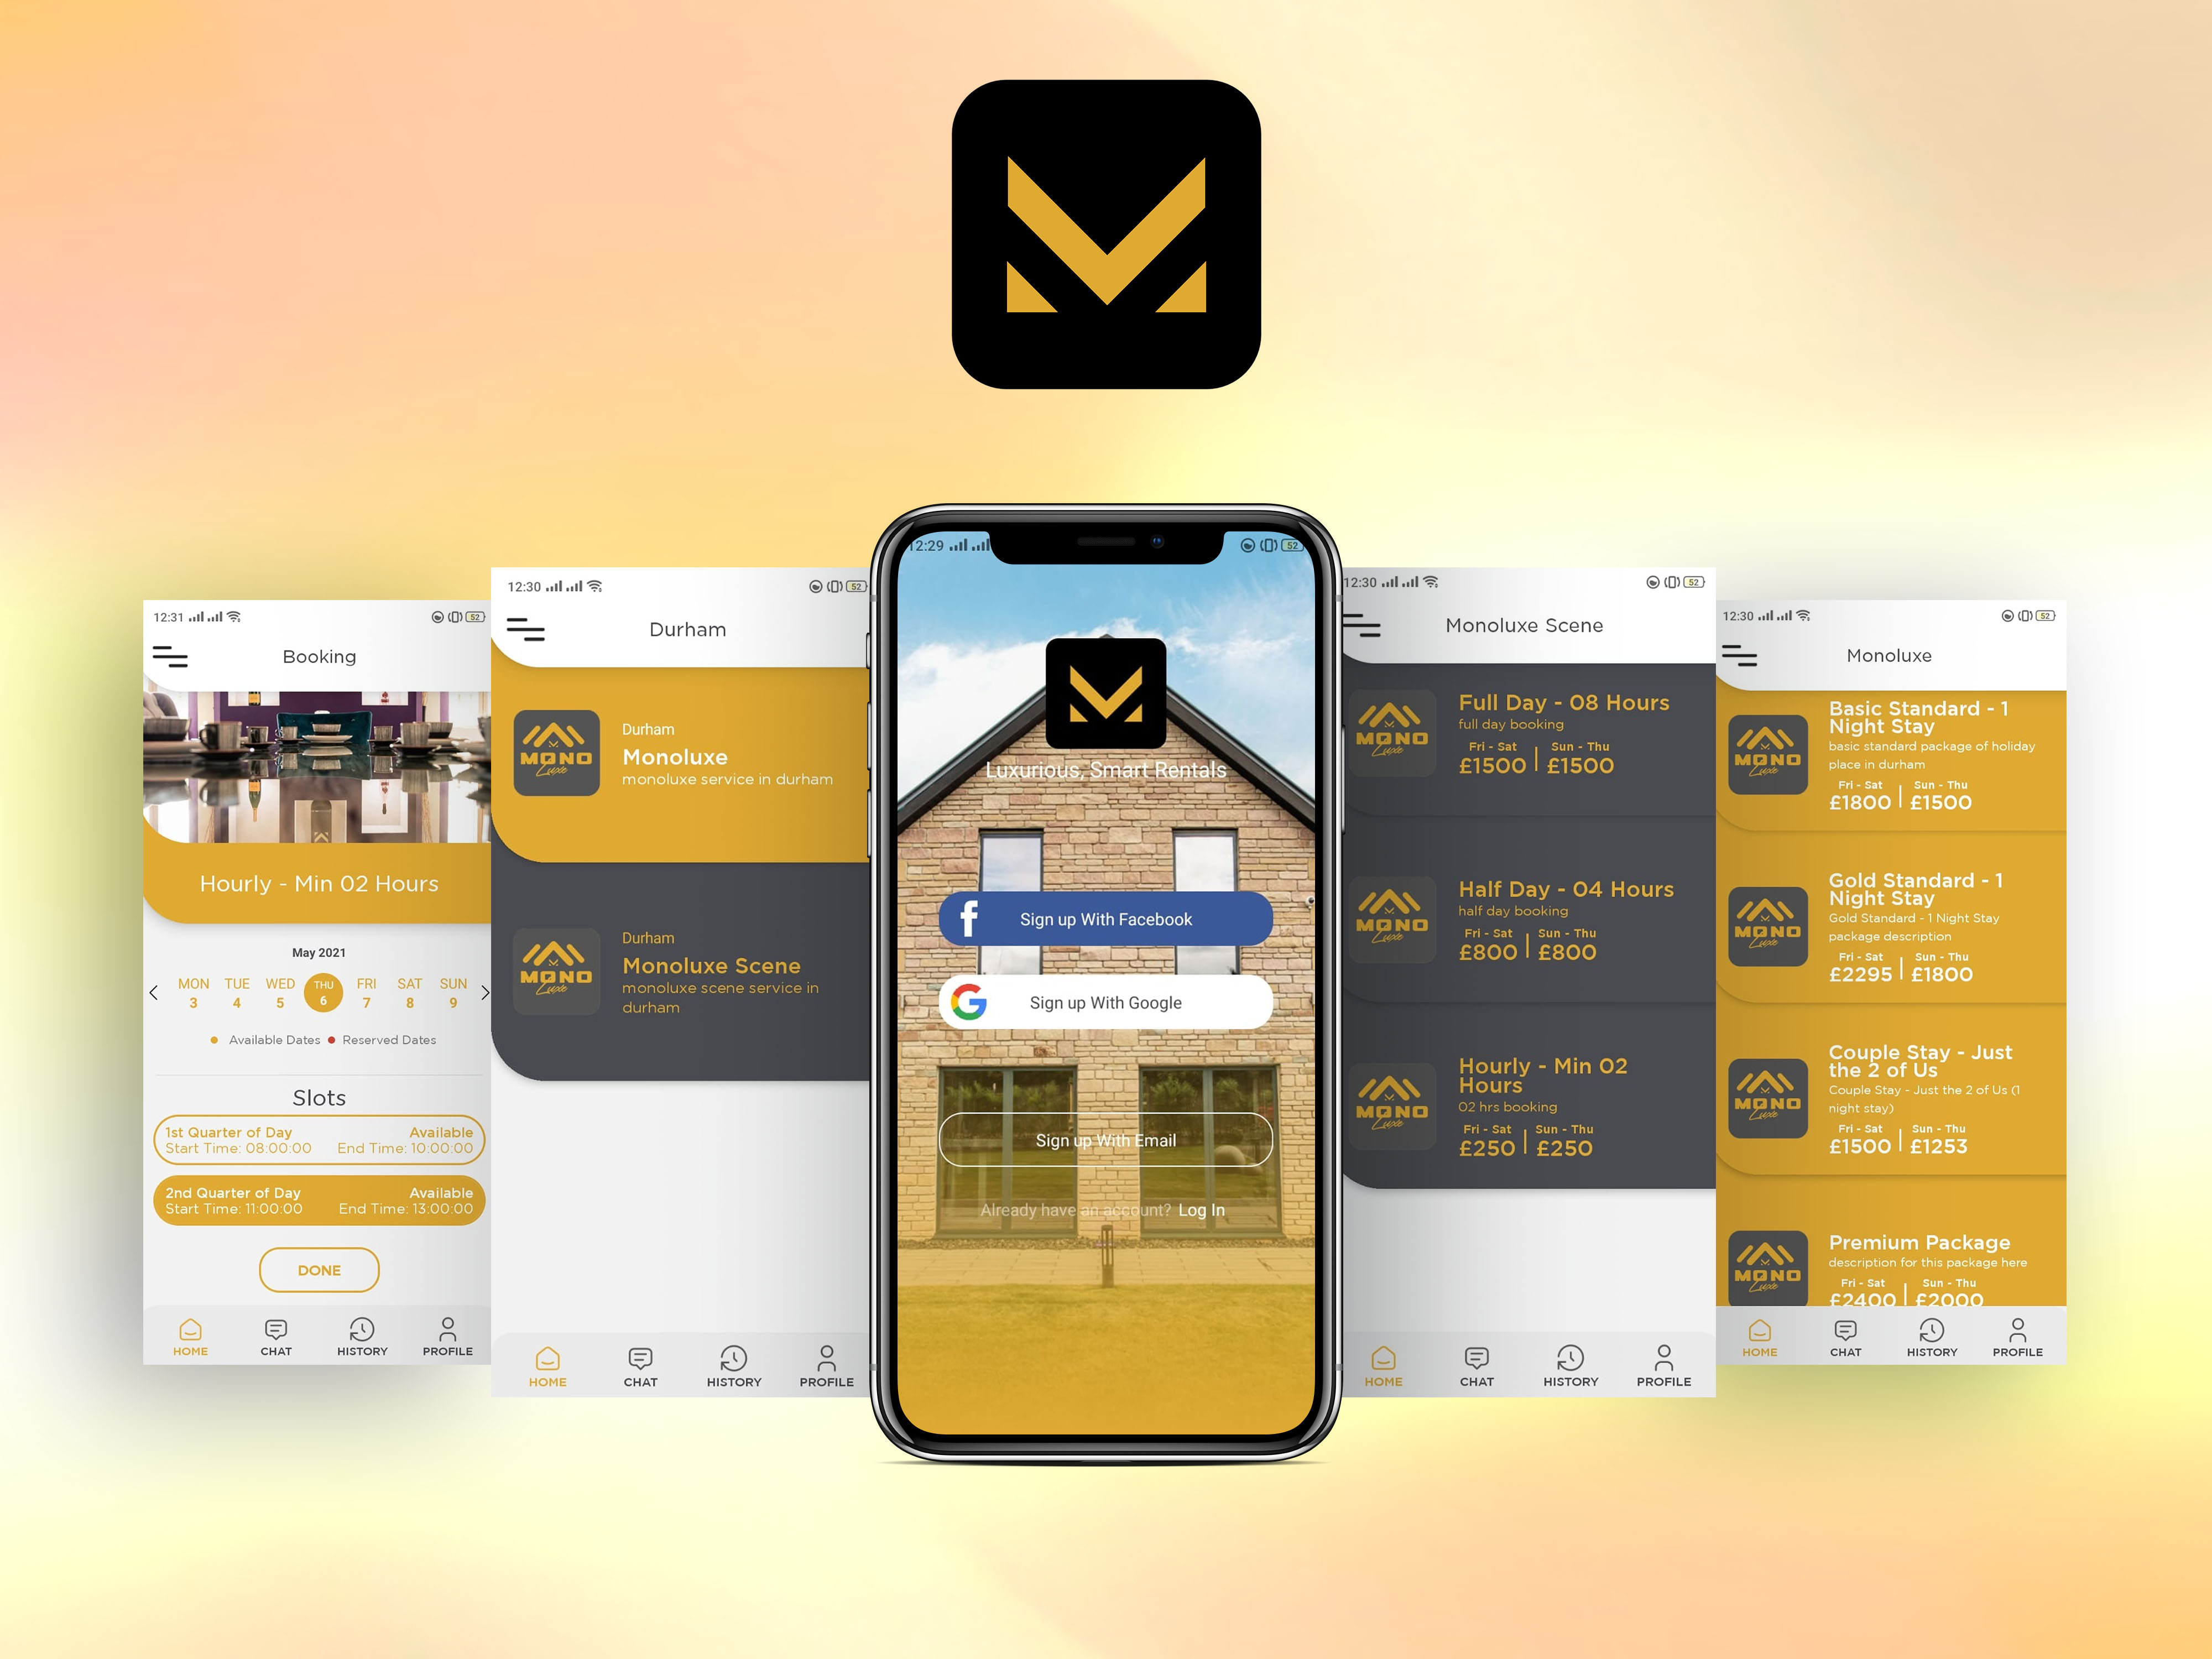 12:31
52
Booking
Hourly - Min 02 Hours
May 2021
MON TUE WED THU FRI SAT SUN
3 4 5 6 7 8 9
Available Dates Reserved Dates
Slots
1st Quarter of Day Available
Start Time: 08:00:00 End Time: 10:00:00
2nd Quarter of Day Available
Start Time: 11:00:00 End Time: 13:00:00
DONE
HOME CHAT HISTORY PROFILE
12:30
52
Durham
MONO
Luxe
Durham
Monoluxe
monoluxe service in durham
MONO
Luxe
Durham
Monoluxe Scene
monoluxe scene service in
durham
HOME CHAT HISTORY PROFILE
12:29
52
Luxurious, Smart Rentals
Sign up With Facebook
Sign up With Google
Sign up With Email
Already have an account? Log In
12:30
52
Monoluxe Scene
MONO
Luxe
Full Day - 08 Hours
full day booking
Fri - Sat Sun - Thu
£1500 £1500
MONO
Luxe
Half Day - 04 Hours
half day booking
Fri - Sat Sun - Thu
£800 £800
MONO
Luxe
Hourly - Min 02
Hours
02 hrs booking
Fri - Sat Sun - Thu
£250 £250
HOME CHAT HISTORY PROFILE
12:30
52
Monoluxe
MONO
Luxe
Basic Standard - 1
Night Stay
basic standard package of holiday
place in durham
Fri - Sat Sun - Thu
£1800 £1500
MONO
Luxe
Gold Standard - 1
Night Stay
Gold Standard - 1 Night Stay
package description
Fri - Sat Sun - Thu
£2295 £1800
MONO
Luxe
Couple Stay - Just
the 2 of Us
Couple Stay - Just the 2 of Us (1
night stay)
Fri - Sat Sun - Thu
£1500 £1253
MONO
Luxe
Premium Package
description for this package here
Fri - Sat Sun - Thu
£2400 £2000
HOME CHAT HISTORY PROFILE